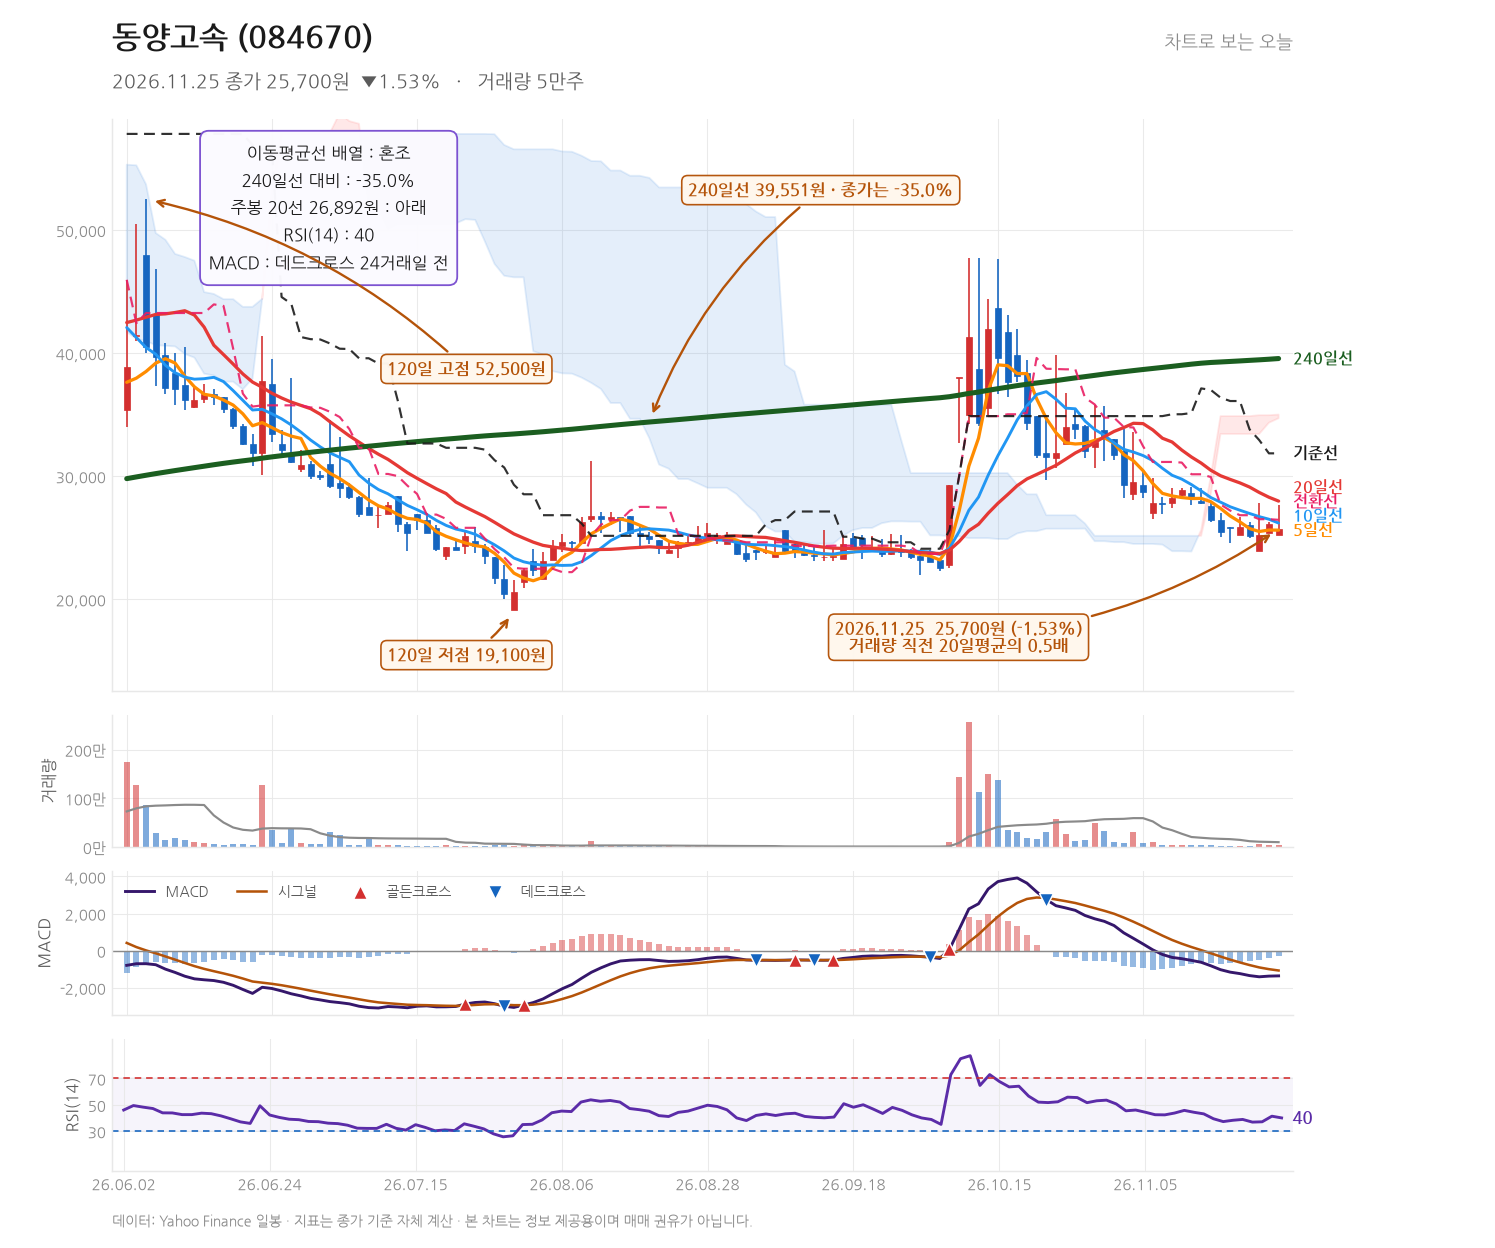 동양고속 (084670)
차트로 보는 오늘
2026.11.25 종가 25,700원 ▼1.53% · 거래량 5만주
이동평균선 배열 : 혼조
240일선 대비 : -35.0%
주봉 20선 26,892원 : 아래
RSI(14) : 40
MACD : 데드크로스 24거래일 전
240일선 39,551원 · 종가는 -35.0%
120일 고점 52,500원
120일 저점 19,100원
2026.11.25 25,700원 (-1.53%)
거래량 직전 20일평균의 0.5배
50,000
40,000
30,000
20,000
240일선
기준선
20일선
전환선
10일선
5일선
거래량
200만
100만
0만
MACD
4,000
2,000
0
-2,000
MACD 시그널 골든크로스 데드크로스
RSI(14)
70
50
30
40
26.06.02 26.06.24 26.07.15 26.08.06 26.08.28 26.09.18 26.10.15 26.11.05
데이터: Yahoo Finance 일봉 · 지표는 종가 기준 자체 계산 · 본 차트는 정보 제공용이며 매매 권유가 아닙니다.